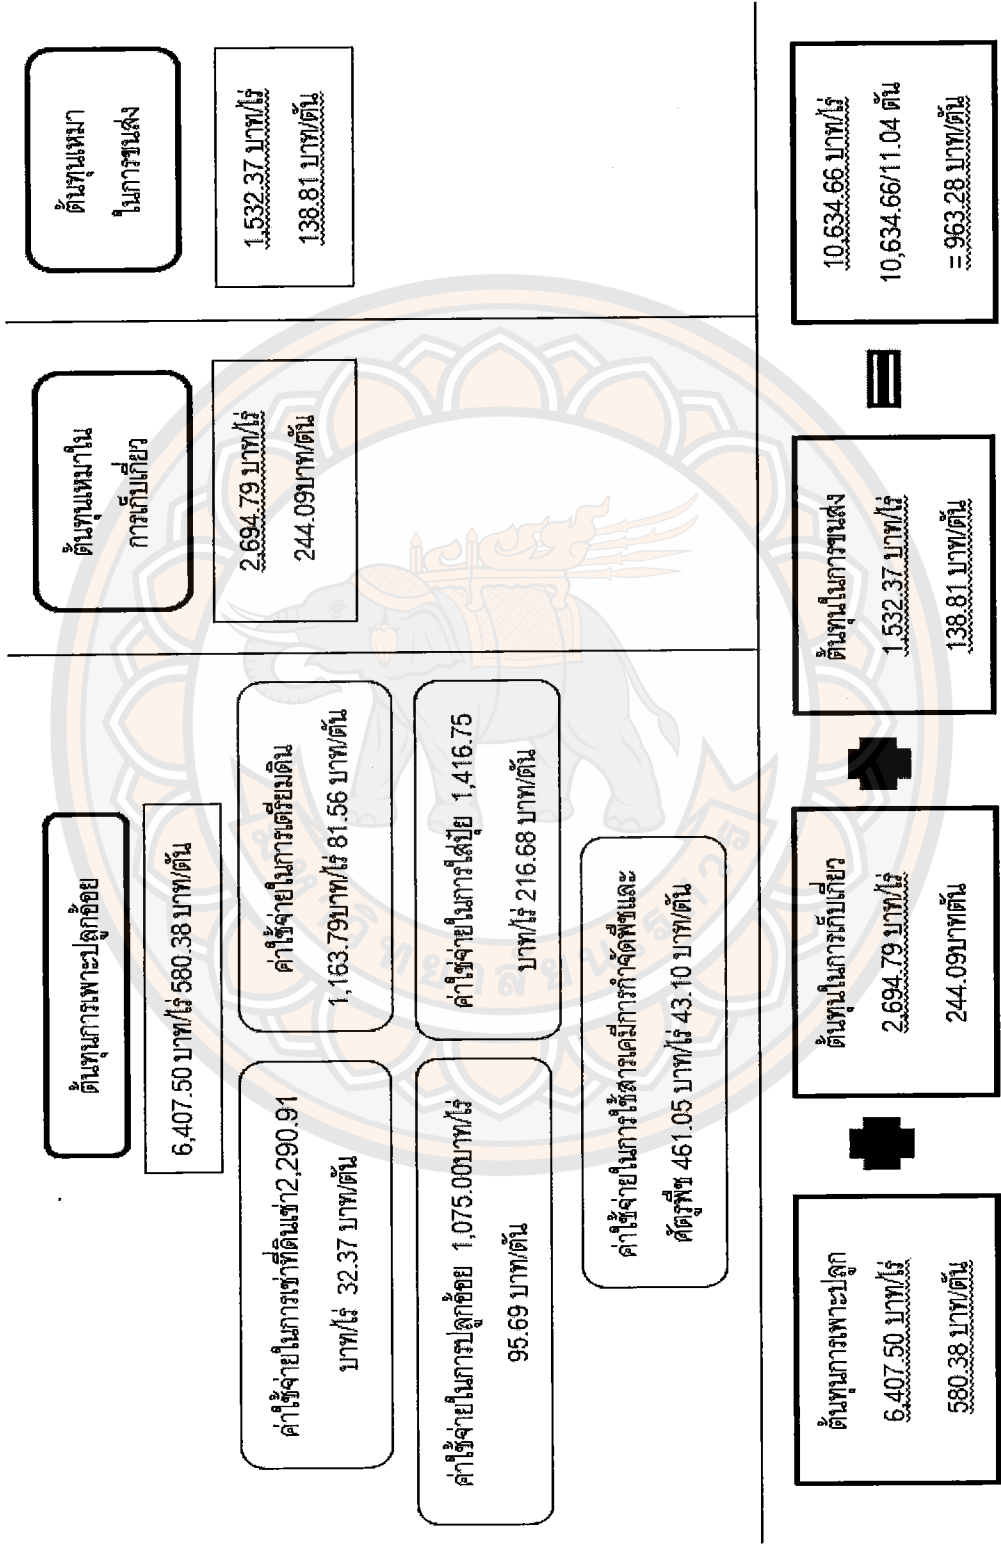 ต้นทุนการเพาะปลูกอ้อย
6,407.50 บาท/ไร่ 580.38 บาท/ตัน
ค่าใช้จ่ายในการเช่าที่ดินเช่า2,290.91
บาท/ไร่ 32.37 บาท/ตัน
ค่าใช้จ่ายในการเตรียมดิน
1,163.79บาท/ไร่ 81.56 บาท/ตัน
ค่าใช้จ่ายในการปลูกอ้อย 1,075.00บาท/ไร่
95.69 บาท/ตัน
ค่าใช่จ่ายในการใส่ปุ๋ย 1,416.75
บาท/ไร่ 216.68 บาท/ตัน
ค่าใช้จ่ายในการใช้สารเคมีการกำจัดพืชและ
ศัตรูพืช 461.05 บาท/ไร่ 43.10 บาท/ตัน
ต้นทุนเหมาใน
การเก็บเกี่ยว
2,694.79 บาท/ไร่
244.09บาท/ตัน
ต้นทุนเหมา
ในการขนส่ง
1,532.37 บาท/ไร่
138.81 บาท/ตัน
ต้นทุนการเพาะปลูก
6,407.50 บาท/ไร่
580.38 บาท/ตัน
ต้นทุนในการเก็บเกี่ยว
2,694.79 บาท/ไร่
244.09บาทตัน
ต้นทุนในการขนส่ง
1,532.37 บาท/ไร่
138.81 บาท/ตัน
10,634.66 บาท/ไร่
10,634.66/11.04 ตัน
= 963.28 บาท/ตัน
มหาวิทยาลัยนเรศวร